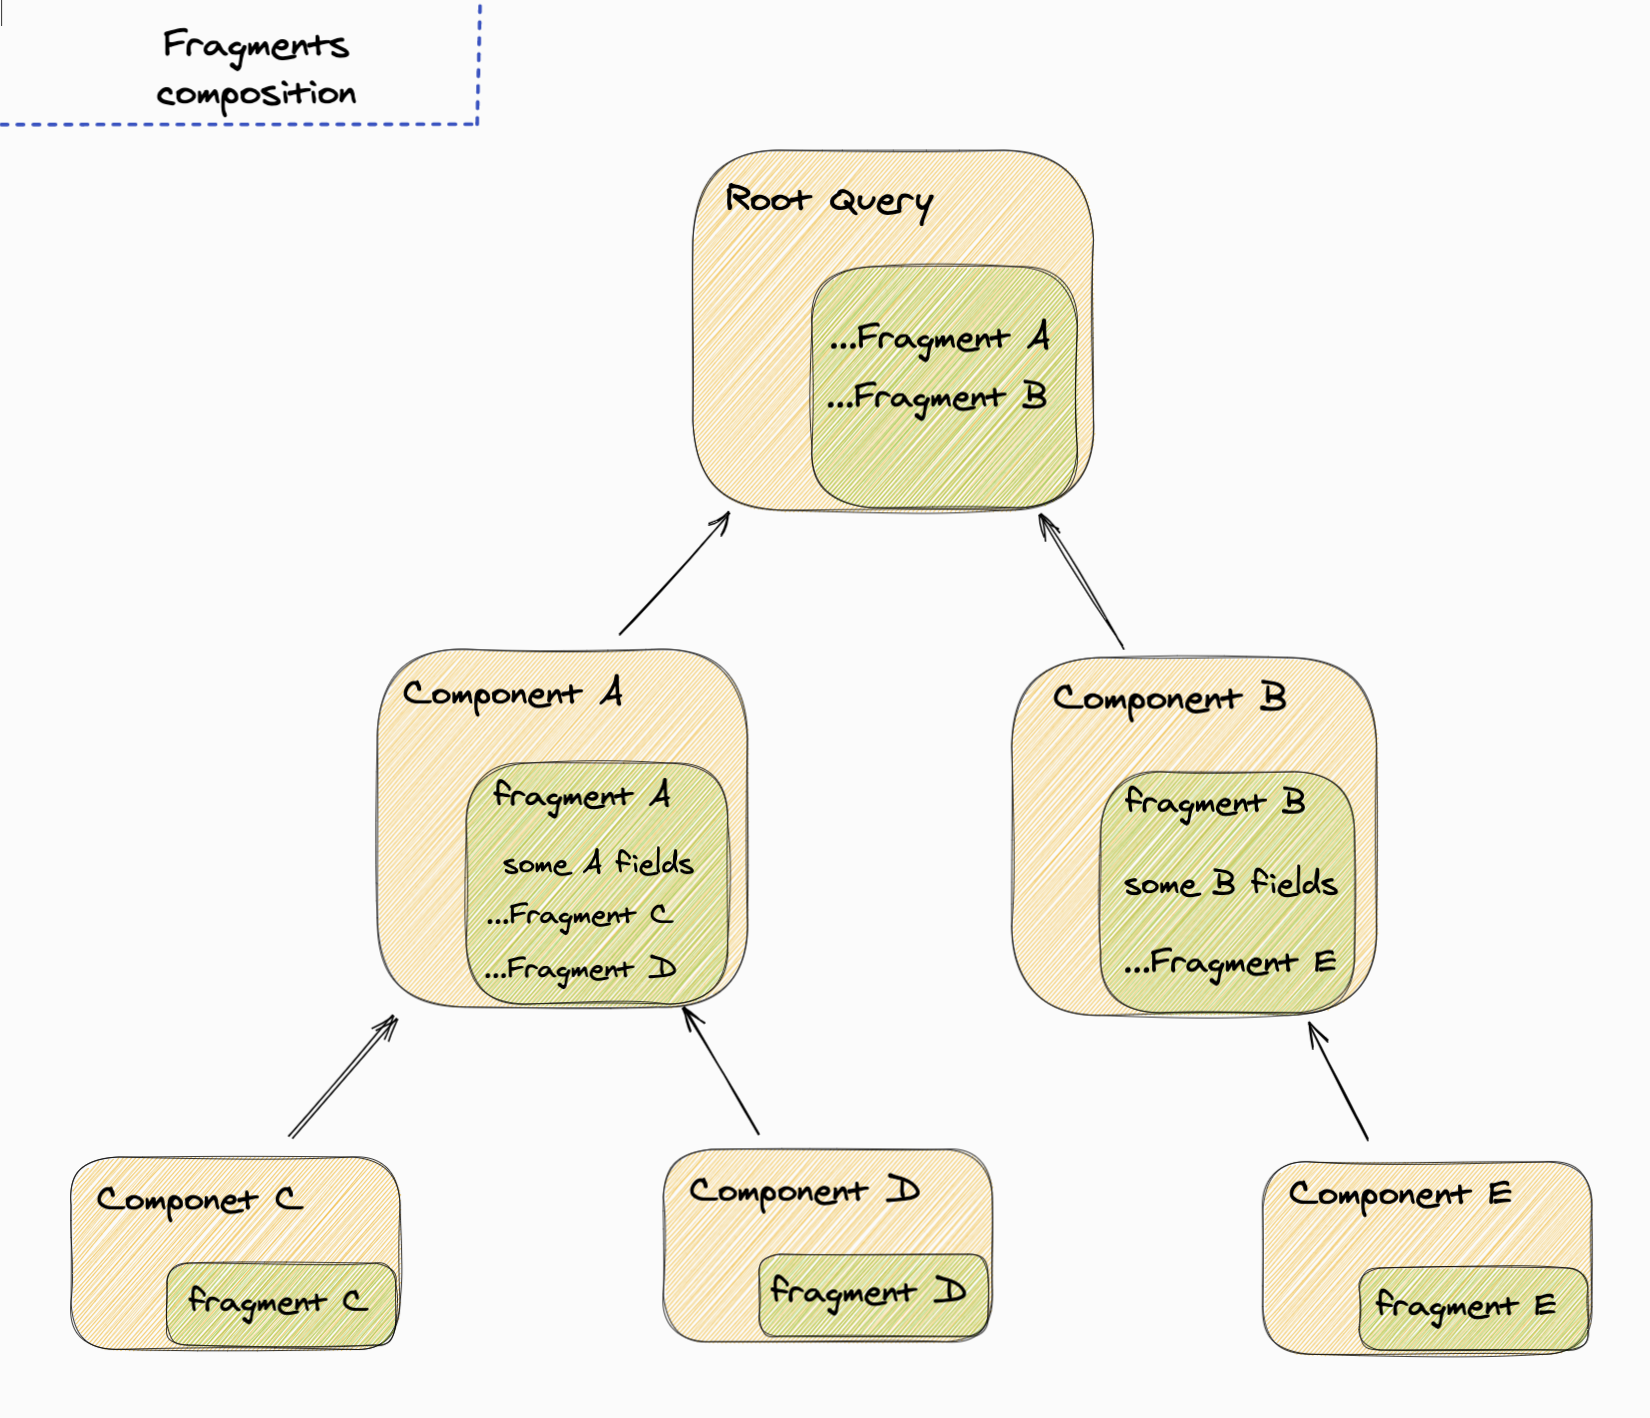 Fragments
composition
Root Query
...Fragment A
...Fragment B
Component A
fragment A
some A fields
...Fragment C
...Fragment D
Component B
fragment B
some B fields
...Fragment E
Componet C
fragment C
Component D
fragment D
Component E
fragment E